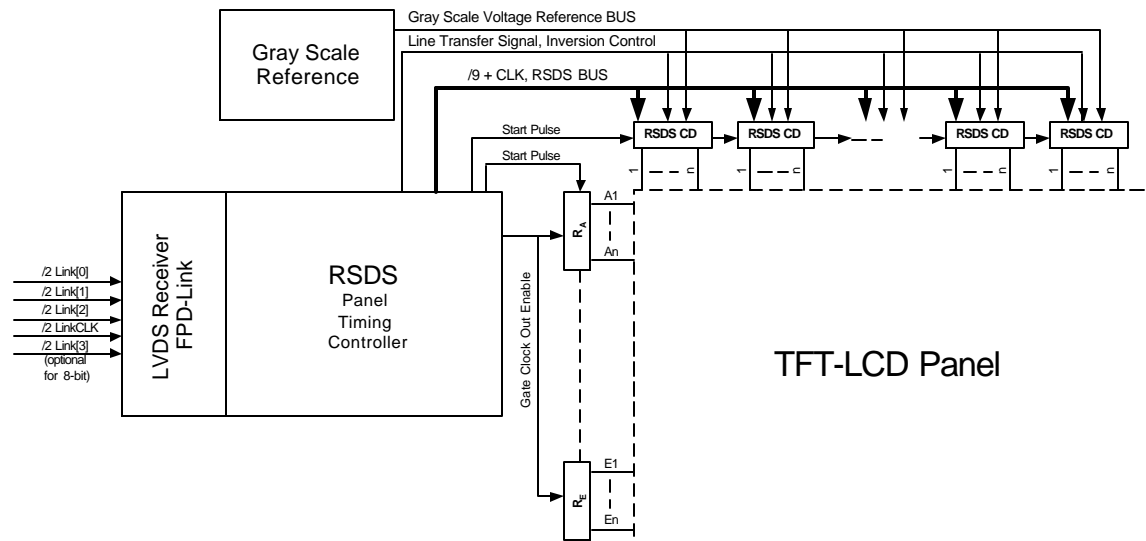 Gray Scale Voltage Reference BUS
Gray Scale
Reference
Line Transfer Signal, Inversion Control
/9 + CLK, RSDS BUS
Start Pulse
RSDS CD
RSDS CD
RSDS CD
RSDS CD
Start Pulse
1
n
1
n
1
n
1
n
A1
RA
An
LVDS Receiver
FPD-Link
RSDS
Panel
Timing
Controller
/2 Link[0]
/2 Link[1]
/2 Link[2]
/2 LinkCLK
/2 Link[3]
(optional
for 8-bit)
Gate Clock Out Enable
TFT-LCD Panel
E1
RE
En